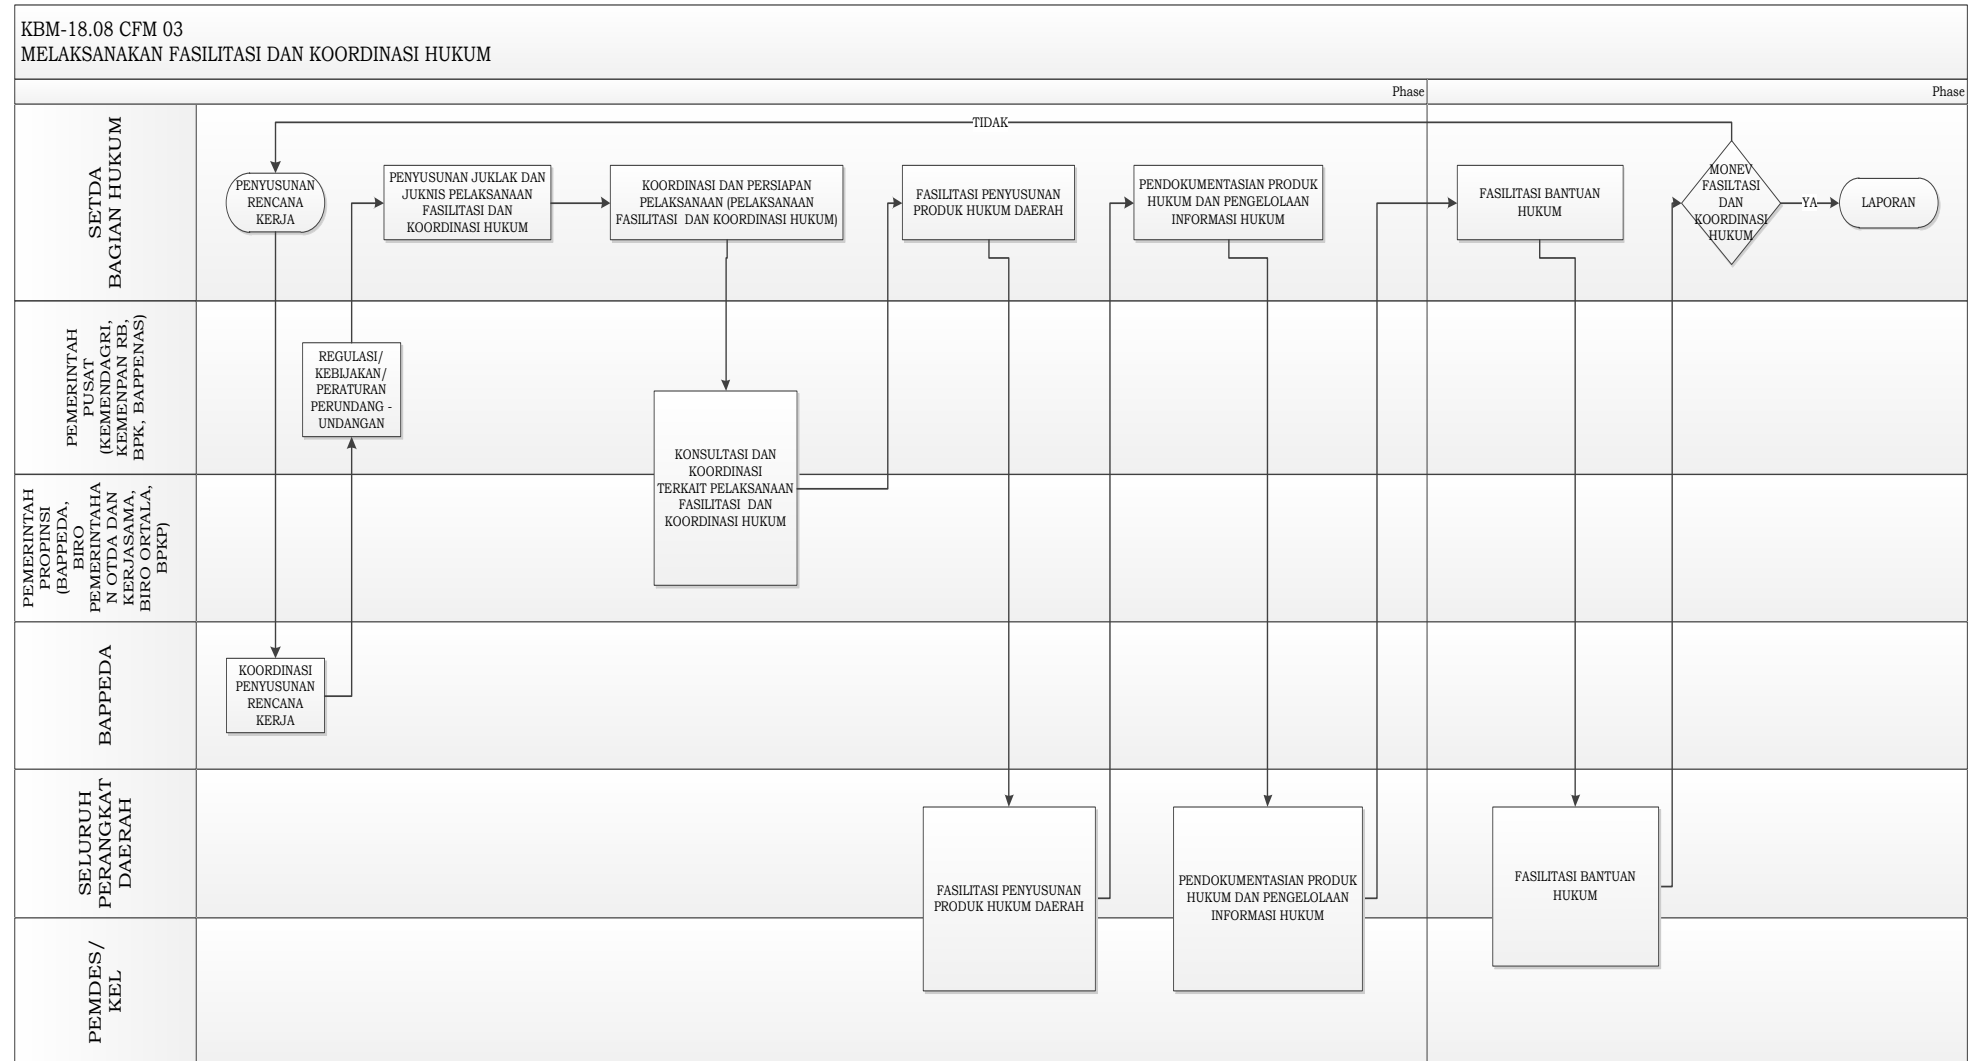 KBM-18.08 CFM 03
MELAKSANAKAN FASILITASI DAN KOORDINASI HUKUM
Phase
Phase
SETDA
BAGIAN HUKUM
TIDAK
PENYUSUNAN
RENCANA
KERJA
PENYUSUNAN JUKLAK DAN
JUKNIS PELAKSANAAN
FASILITASI DAN
KOORDINASI HUKUM
KOORDINASI DAN PERSIAPAN
PELAKSANAAN (PELAKSANAAN
FASILITASI DAN KOORDINASI HUKUM)
FASILITASI PENYUSUNAN
PRODUK HUKUM DAERAH
PENDOKUMENTASIAN PRODUK
HUKUM DAN PENGELOLAAN
INFORMASI HUKUM
FASILITASI BANTUAN
HUKUM
MONEV
FASILTASI
DAN
KOORDINASI
HUKUM
YA
LAPORAN
PEMERINTAH
PUSAT
(KEMENDAGRI,
KEMENPAN RB,
BPK, BAPPENAS)
REGULASI/
KEBIJAKAN/
PERATURAN
PERUNDANG -
UNDANGAN
KONSULTASI DAN
KOORDINASI
TERKAIT PELAKSANAAN
FASILITASI DAN
KOORDINASI HUKUM
PEMERINTAH
PROPINSI
(BAPPEDA,
BIRO
PEMERINTAHA
N OTDA DAN
KERJASAMA,
BIRO ORTALA,
BPKP)
BAPPEDA
KOORDINASI
PENYUSUNAN
RENCANA
KERJA
SELURUH
PERANGKAT
DAERAH
FASILITASI PENYUSUNAN
PRODUK HUKUM DAERAH
PENDOKUMENTASIAN PRODUK
HUKUM DAN PENGELOLAAN
INFORMASI HUKUM
FASILITASI BANTUAN
HUKUM
PEMDES/
KEL